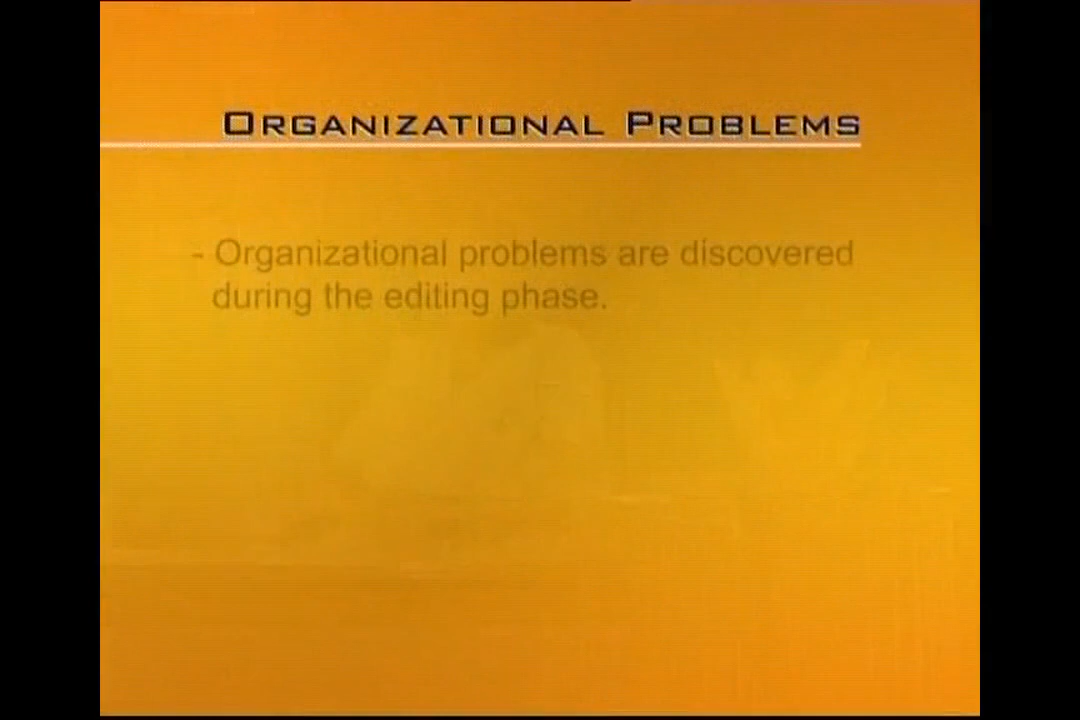 ORGANIZATIONAL PROBLEMS
- Organizational problems are discovered
during the editing phase.